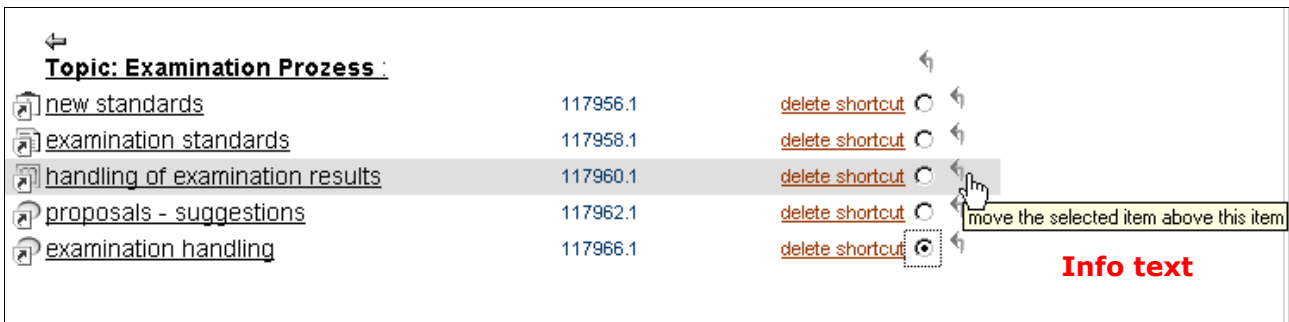 Topic: Examination Prozess :
new standards 117956.1 delete shortcut
examination standards 117958.1 delete shortcut
handling of examination results 117960.1 delete shortcut
proposals - suggestions 117962.1 delete shortcut
move the selected item above this item
examination handling 117966.1 delete shortcut
Info text